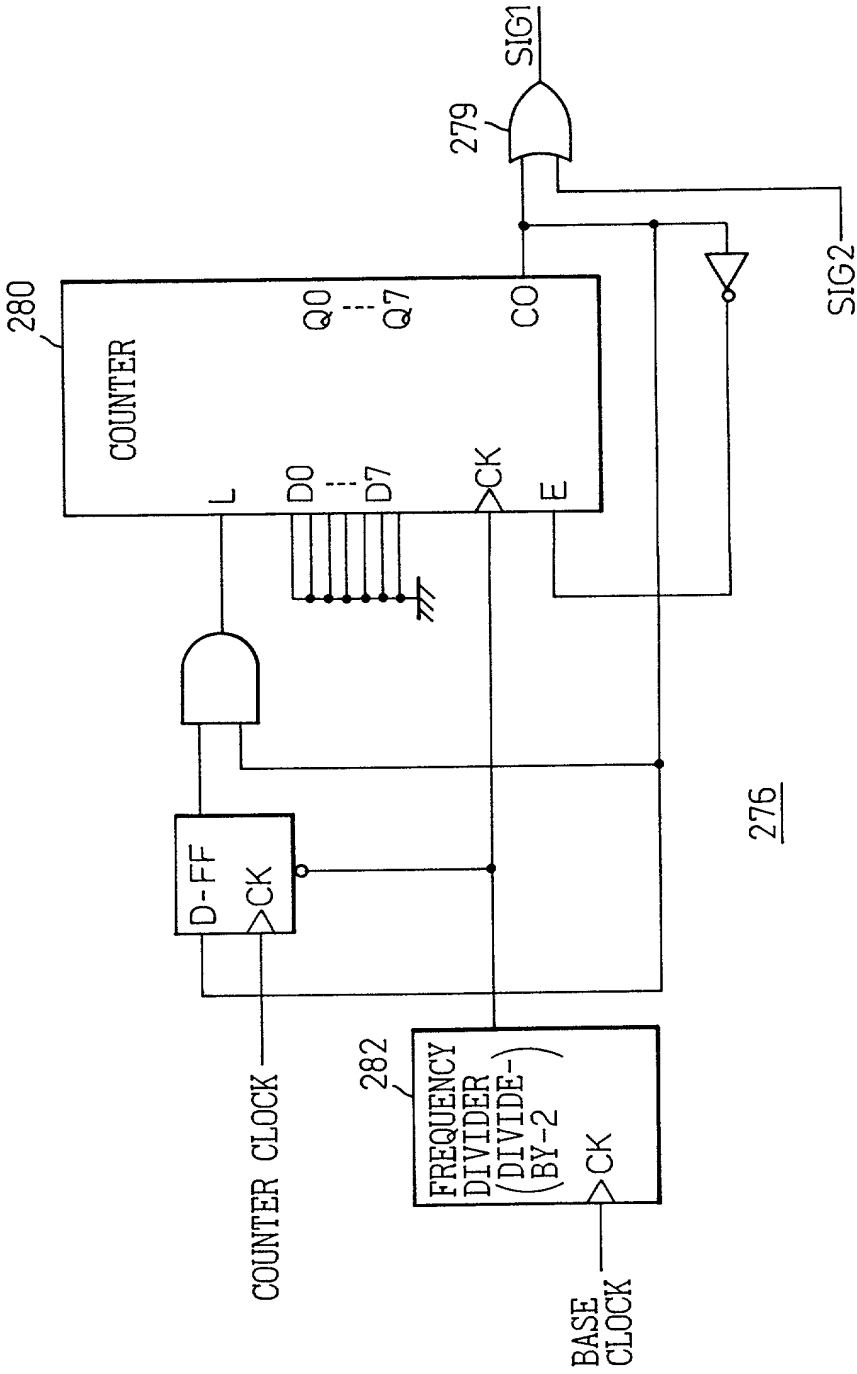 280
COUNTER
L
D0
D7
Q0
Q7
CK
E
CO
279
SIG1
SIG2
D-FF
CK
COUNTER CLOCK
282
FREQUENCY
DIVIDER
(DIVIDE-
BY-2)
CK
BASE
CLOCK
276